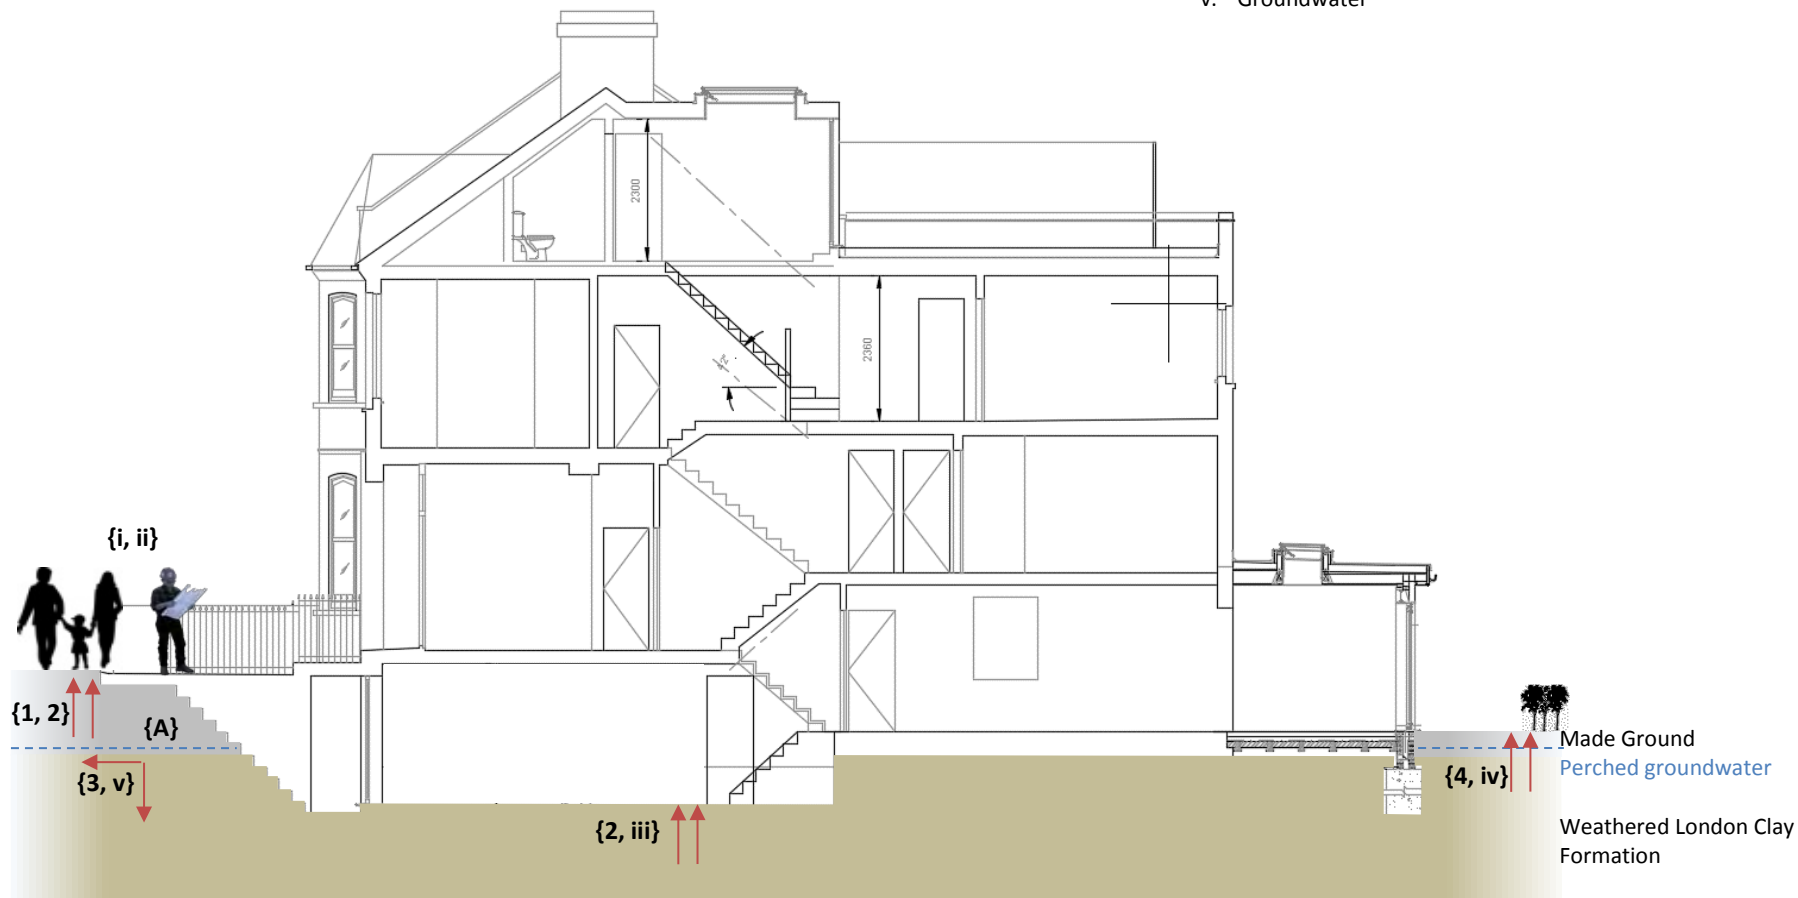 v. Groundwater
2300
2360
42°
{i, ii}
{1, 2}
{A}
{3, v}
{2, iii}
{4, iv}
Made Ground
Perched groundwater
Weathered London Clay
Formation